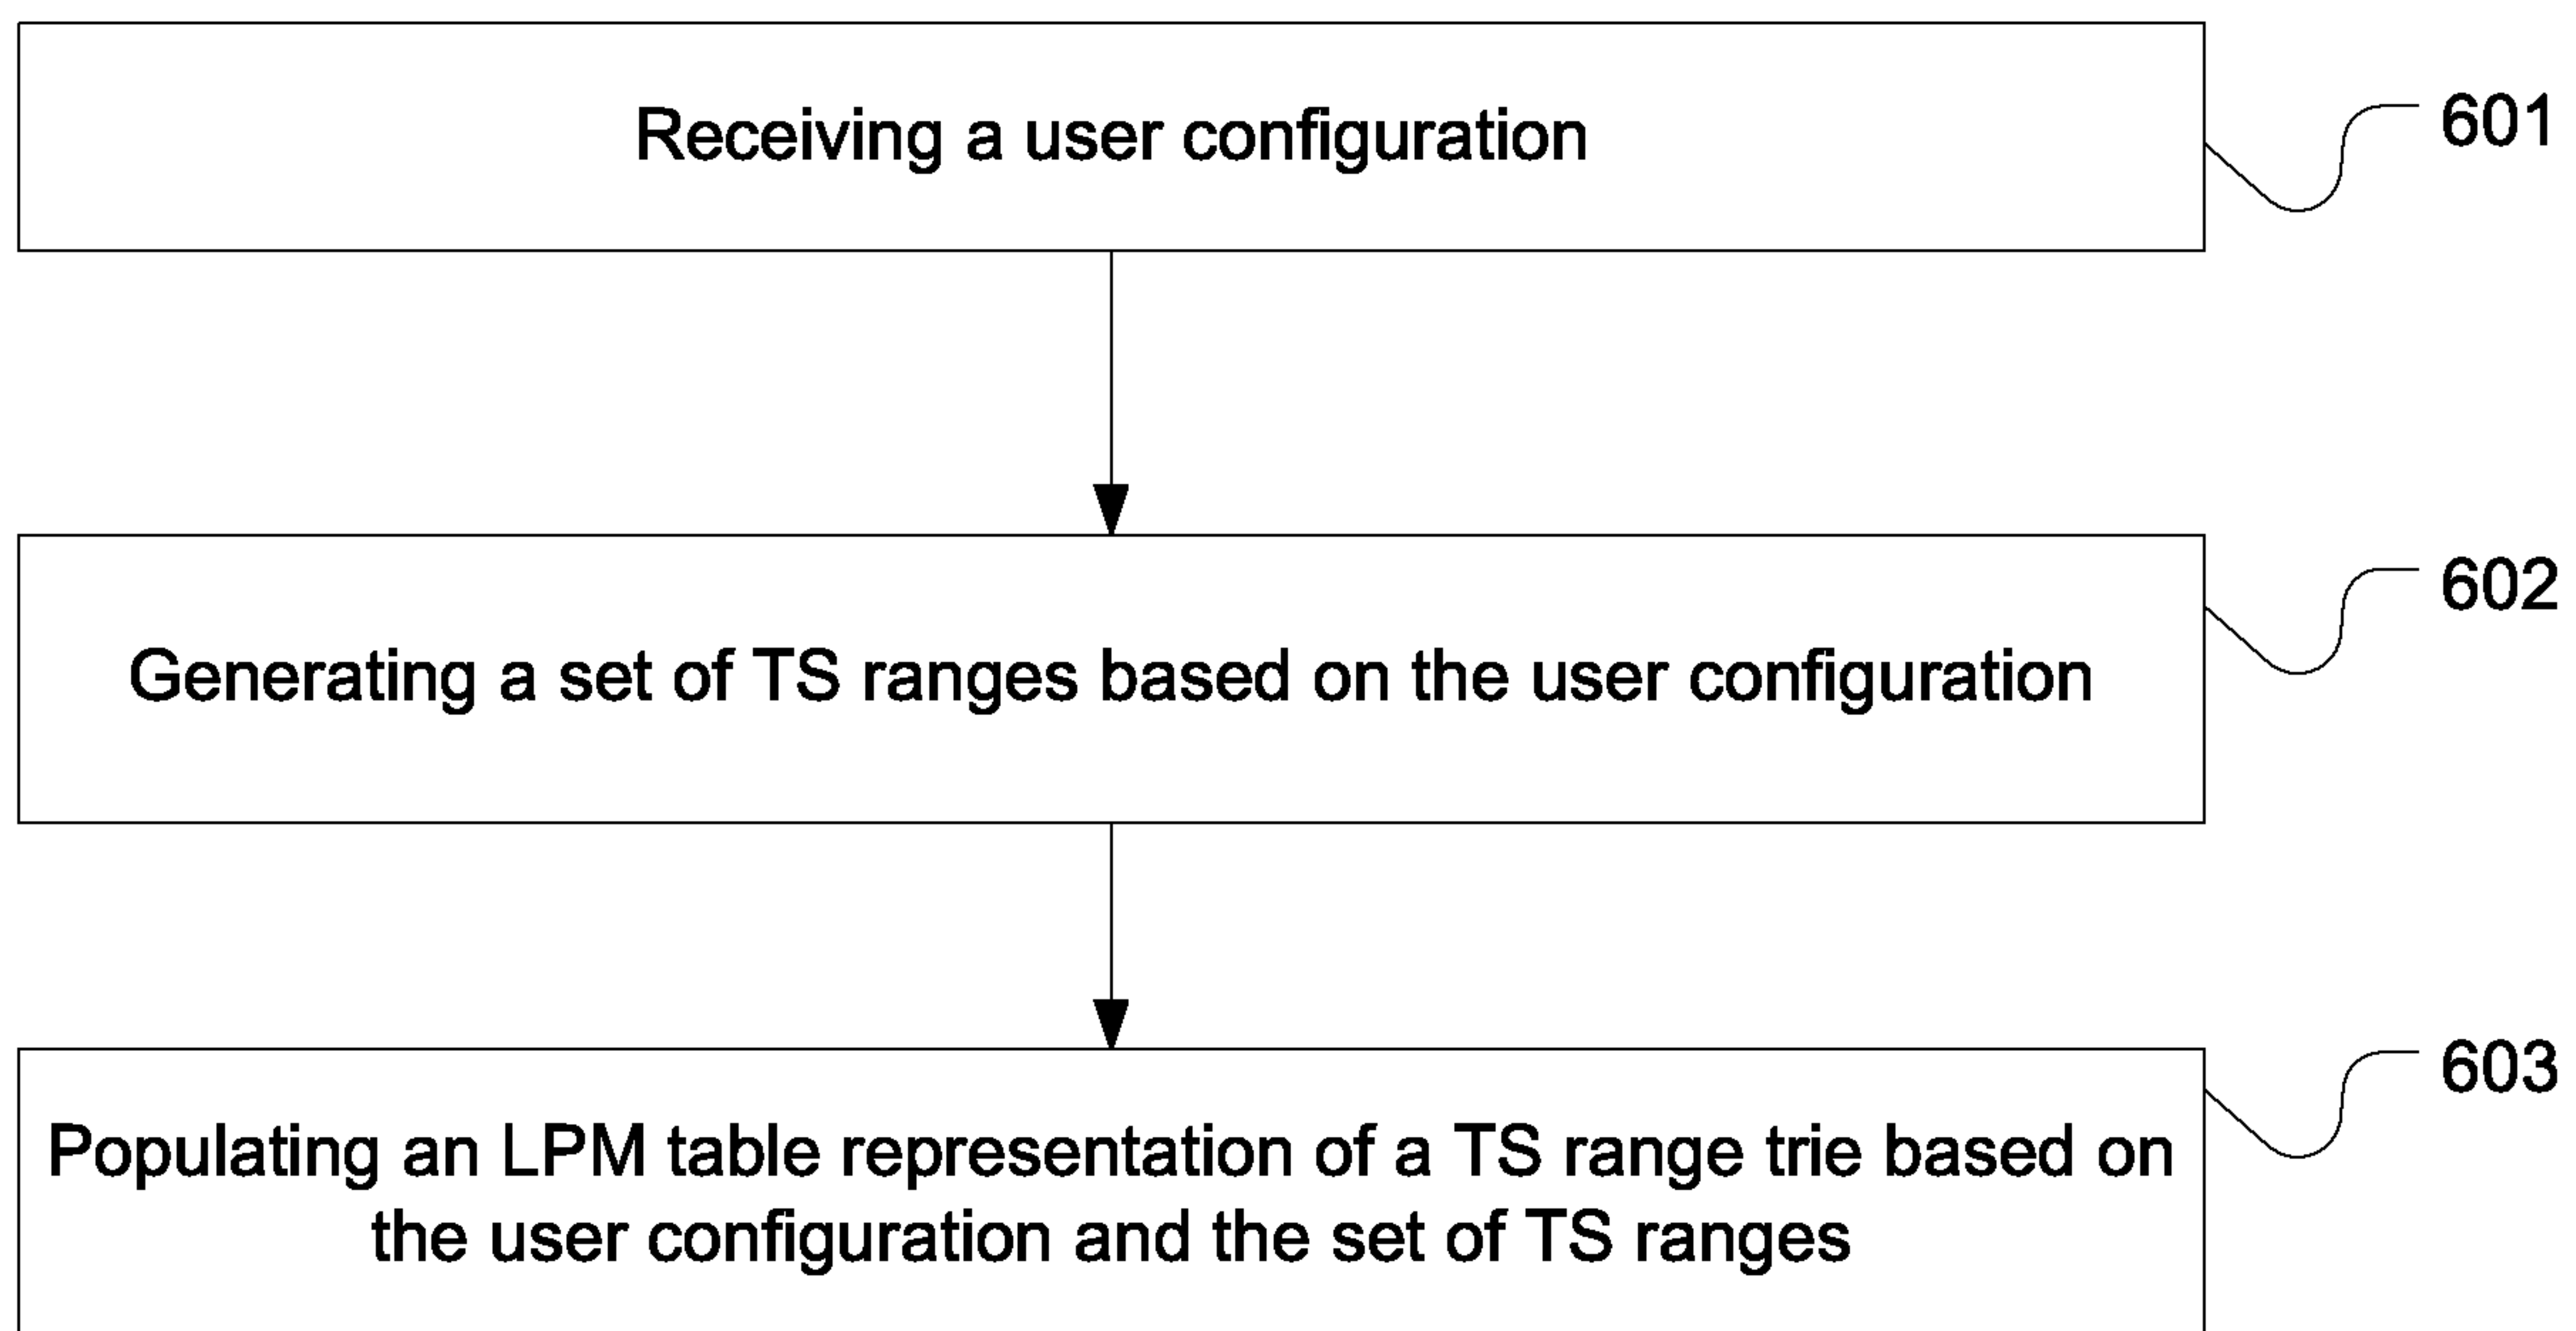 Receiving a user configuration
601
Generating a set of TS ranges based on the user configuration
602
Populating an LPM table representation of a TS range trie based on
the user configuration and the set of TS ranges
603